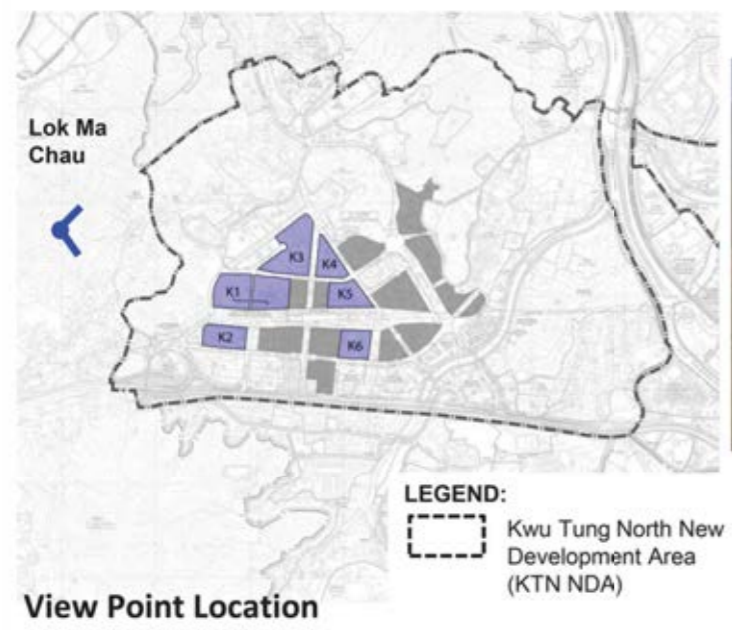 Lok Ma
Chau
K3
K4
K1
K5
K2
K6
LEGEND:
Kwu Tung North New
Development Area
(KTN NDA)
View Point Location